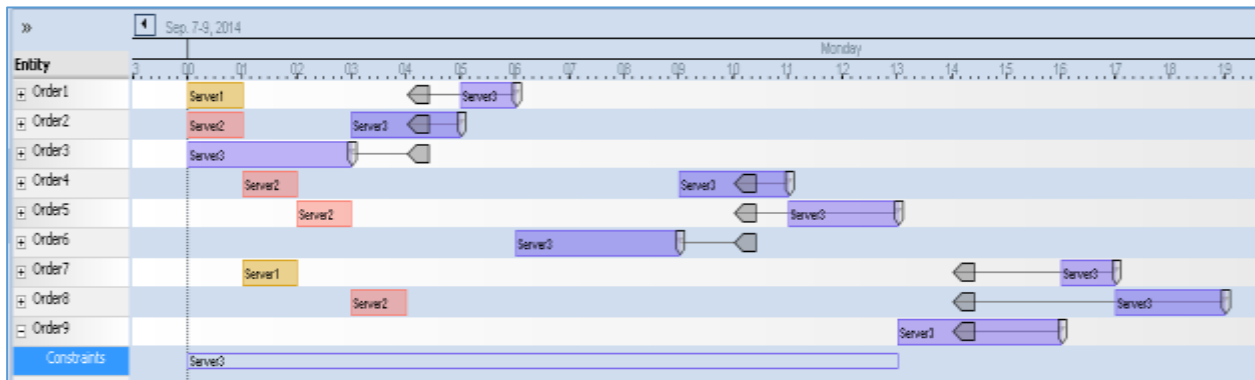 » Sep. 7-9, 2014
Monday
Entity 3 00 01 02 03 04 05 06 07 08 09 10 11 12 13 14 15 16 17 18 19
Order1 Server1 Server3
Order2 Server2 Server3
Order3 Server3
Order4 Server2 Server3
Order5 Server2 Server3
Order6 Server3
Order7 Server1 Server3
Order8 Server2 Server3
Order9 Server3
Constraints Server3